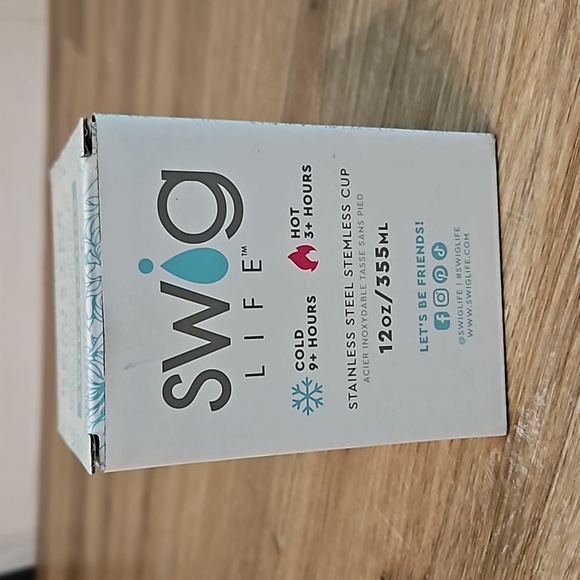 swig
LIFE™
COLD
9+ HOURS
HOT
3+ HOURS
STAINLESS STEEL STEMLESS CUP
ACIER INOXYDABLE TASSE SANS PIED
12oz/355ML
LET'S BE FRIENDS!
@SWIGLIFE | #SWIGLIFE
WWW.SWIGLIFE.COM